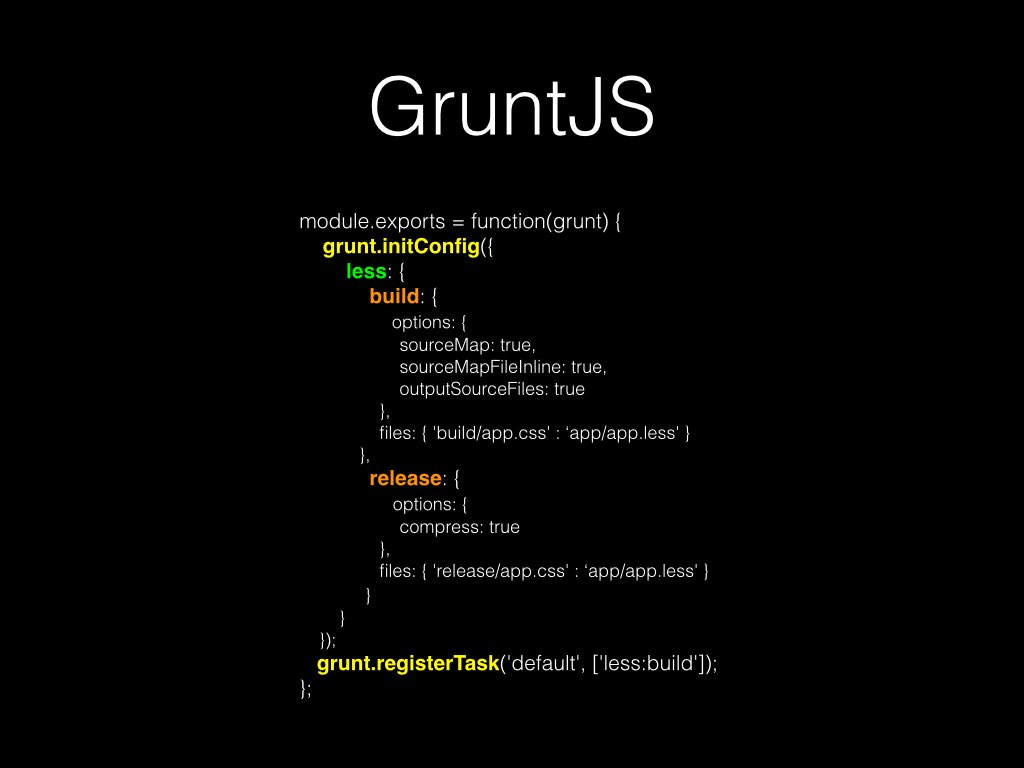 GruntJS
module.exports = function(grunt) {
grunt.initConfig({
less: {
build: {
options: {
sourceMap: true,
sourceMapFileInline: true,
outputSourceFiles: true
},
files: { 'build/app.css' : ‘app/app.less' }
},
release: {
options: {
compress: true
},
files: { 'release/app.css' : ‘app/app.less' }
}
}
});
grunt.registerTask('default', ['less:build']);
};